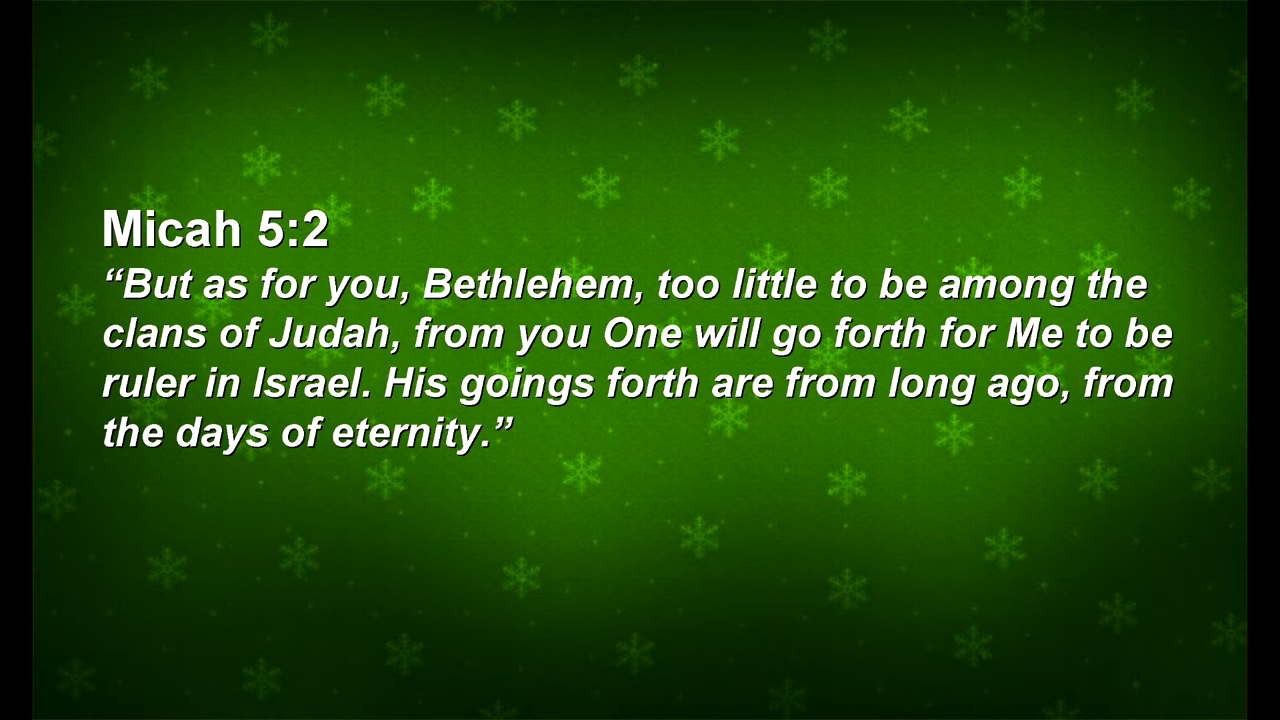 Micah 5:2
“But as for you, Bethlehem, too little to be among the
clans of Judah, from you One will go forth for Me to be
ruler in Israel. His goings forth are from long ago, from
the days of eternity.”